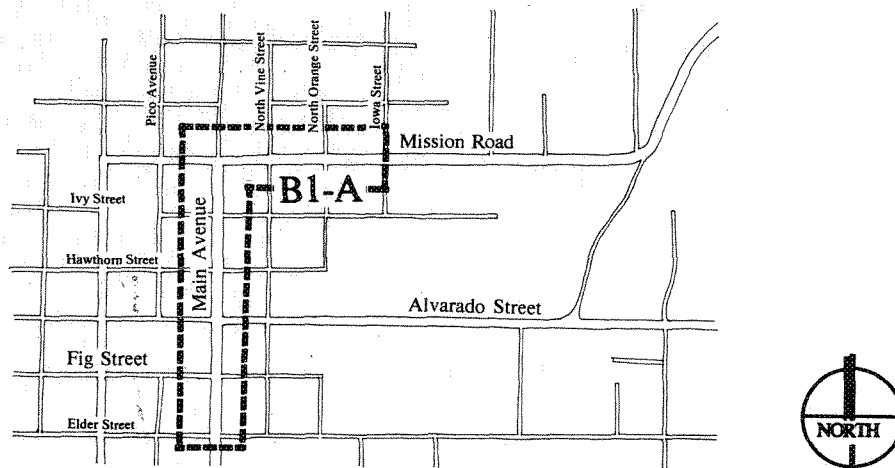 Pico Avenue
North Vine Street
North Orange Street
Iowa Street
Mission Road
B1-A
Ivy Street
Main Avenue
Hawthorn Street
Alvarado Street
Fig Street
Elder Street
NORTH